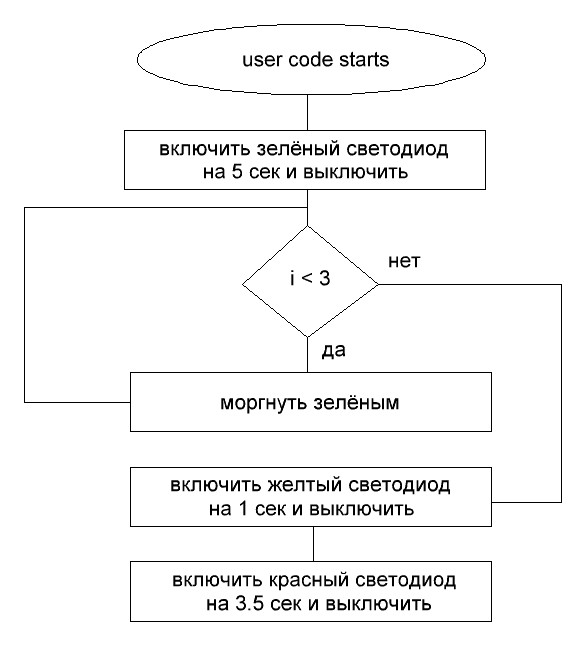 user code starts
включить зелёный светодиод
на 5 сек и выключить
нет
i < 3
да
моргнуть зелёным
включить желтый светодиод
на 1 сек и выключить
включить красный светодиод
на 3.5 сек и выключить